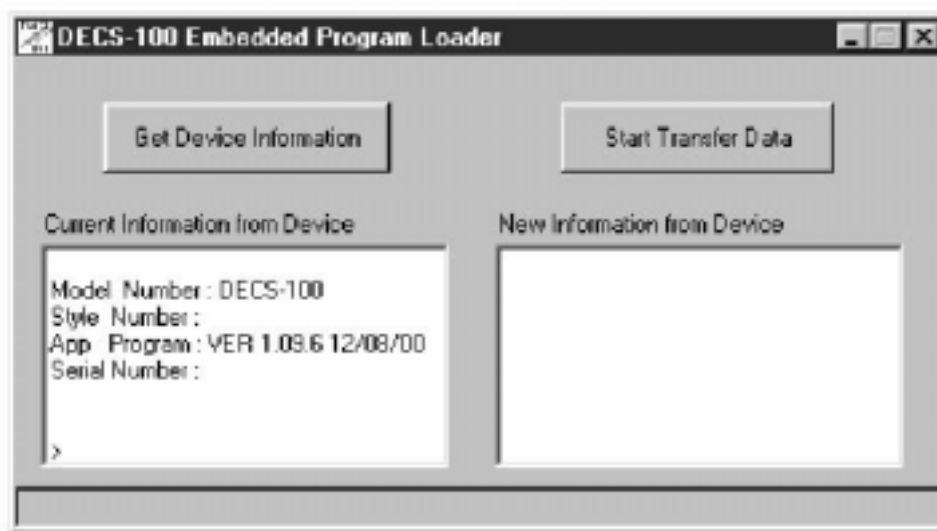 DECS-100 Embedded Program Loader
Get Device Information
Start Transfer Data
Current Information from Device
New Information from Device
Model Number : DECS-100
Style Number :
App Program : VER 1.09.6 12/08/00
Serial Number :
>